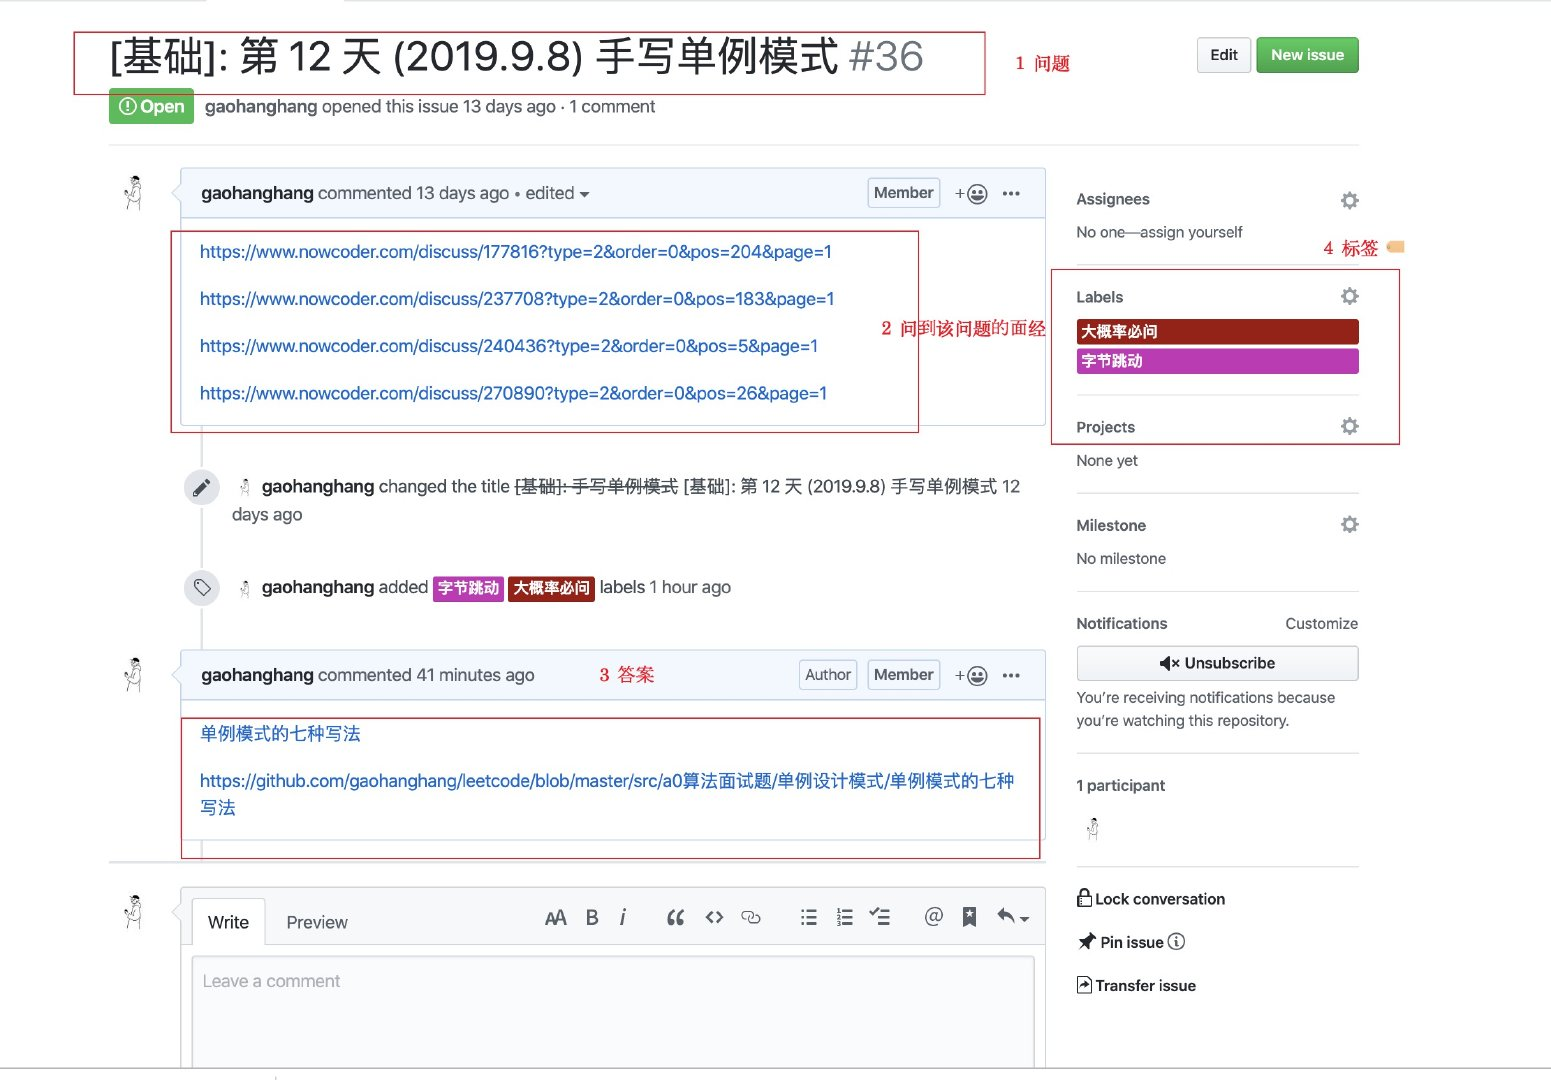 [基础]: 第 12 天 (2019.9.8) 手写单例模式 #36
1 问题
Edit
New issue
Open
gaohanghang opened this issue 13 days ago · 1 comment
gaohanghang commented 13 days ago • edited
Member
https://www.nowcoder.com/discuss/177816?type=2&order=0&pos=204&page=1
https://www.nowcoder.com/discuss/237708?type=2&order=0&pos=183&page=1
https://www.nowcoder.com/discuss/240436?type=2&order=0&pos=5&page=1
https://www.nowcoder.com/discuss/270890?type=2&order=0&pos=26&page=1
2 问到该问题的面经
gaohanghang changed the title [基础]: 手写单例模式 [基础]: 第 12 天 (2019.9.8) 手写单例模式 12
days ago
gaohanghang added 字节跳动 大概率必问 labels 1 hour ago
gaohanghang commented 41 minutes ago
3 答案
Author
Member
单例模式的七种写法
https://github.com/gaohanghang/leetcode/blob/master/src/a0算法面试题/单例设计模式/单例模式的七种
写法
Write
Preview
Leave a comment
Assignees
No one—assign yourself
4 标签
Labels
大概率必问
字节跳动
Projects
None yet
Milestone
No milestone
Notifications
Customize
Unsubscribe
You're receiving notifications because
you're watching this repository.
1 participant
Lock conversation
Pin issue
Transfer issue